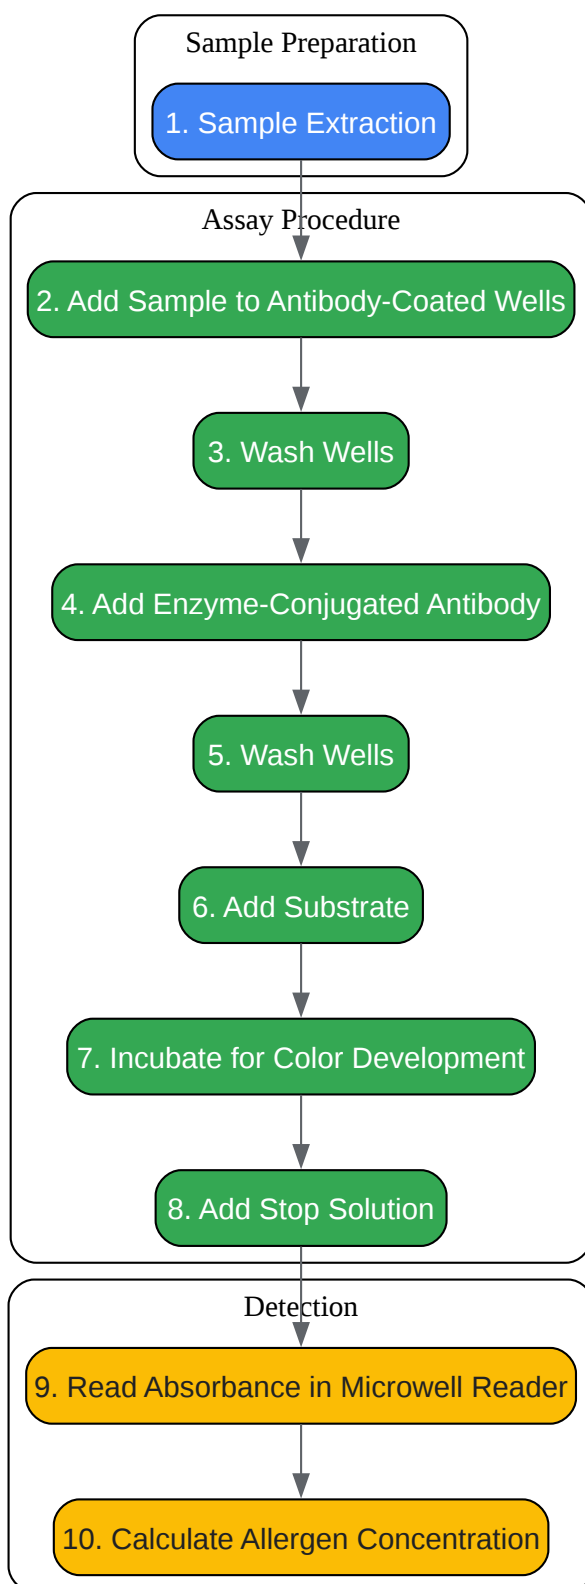 Sample Preparation
1. Sample Extraction
Assay Procedure
2. Add Sample to Antibody-Coated Wells
3. Wash Wells
4. Add Enzyme-Conjugated Antibody
5. Wash Wells
6. Add Substrate
7. Incubate for Color Development
8. Add Stop Solution
Detection
9. Read Absorbance in Microwell Reader
10. Calculate Allergen Concentration